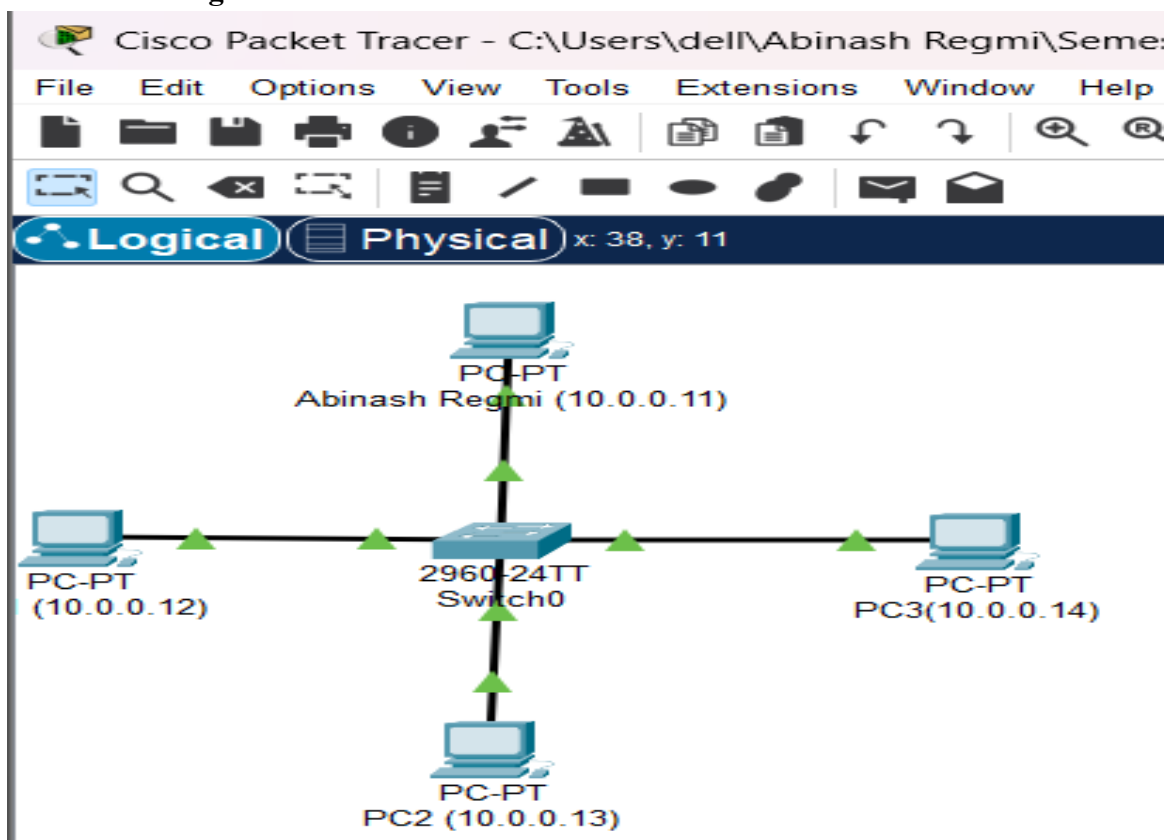 Cisco Packet Tracer - C:\Users\dell\Abinash Regmi\Seme
File Edit Options View Tools Extensions Window Help
Logical Physical x: 38, y: 11
PC-PT
Abinash Regmi (10.0.0.11)
PC-PT
(10.0.0.12)
2960-24TT
Switch0
PC-PT
PC3(10.0.0.14)
PC-PT
PC2 (10.0.0.13)